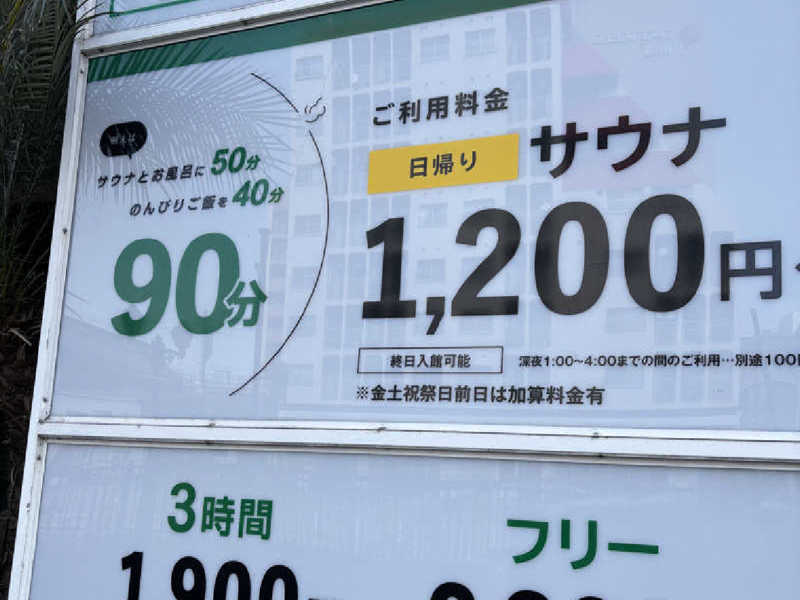 例えば
サウナとお風呂に50分
のんびりご飯を40分
90分
ご利用料金
日帰り サウナ
1,200円
終日入館可能 深夜1:00~4:00までの間のご利用…別途100
※金土祝祭日前日は加算料金有
3時間
フリー
1,900